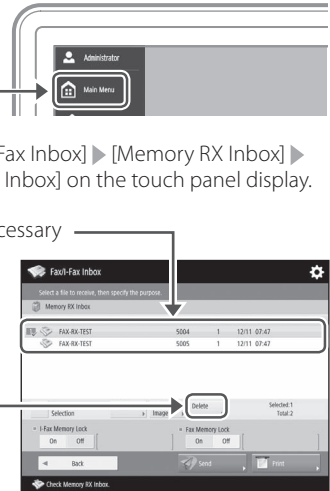 Administrator
Main Menu
Fax Inbox] ▶ [Memory RX Inbox] ▶
Inbox] on the touch panel display.
cessary
Fax/I-Fax Inbox
Select a file to receive, then specify the purpose.
Memory RX Inbox
FAX-RX-TEST 5004 1 12/11 07:47
FAX-RX-TEST 5005 1 12/11 07:47
Selection Image Delete Selected:1
Total:2
I-Fax Memory Lock Fax Memory Lock
On Off On Off
Back Send Print
Check Memory RX Inbox.